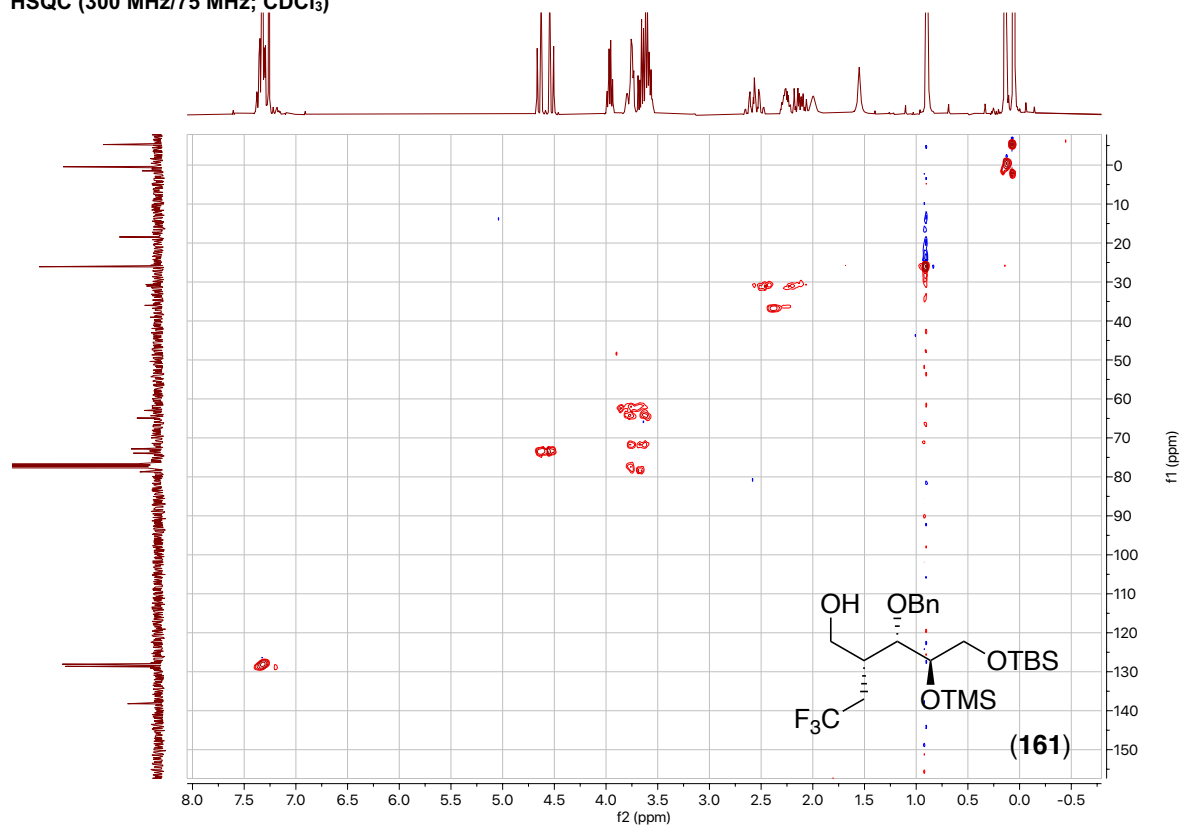 HSQC (300 MHz/75 MHz; CDCl₃)
0
10
20
30
40
50
60
70
80
90
100
110
120
130
140
150
f1 (ppm)
OH
OBn
OTBS
OTMS
F₃C
(161)
8.0 7.5 7.0 6.5 6.0 5.5 5.0 4.5 4.0 3.5 3.0 2.5 2.0 1.5 1.0 0.5 0.0 -0.5
f2 (ppm)